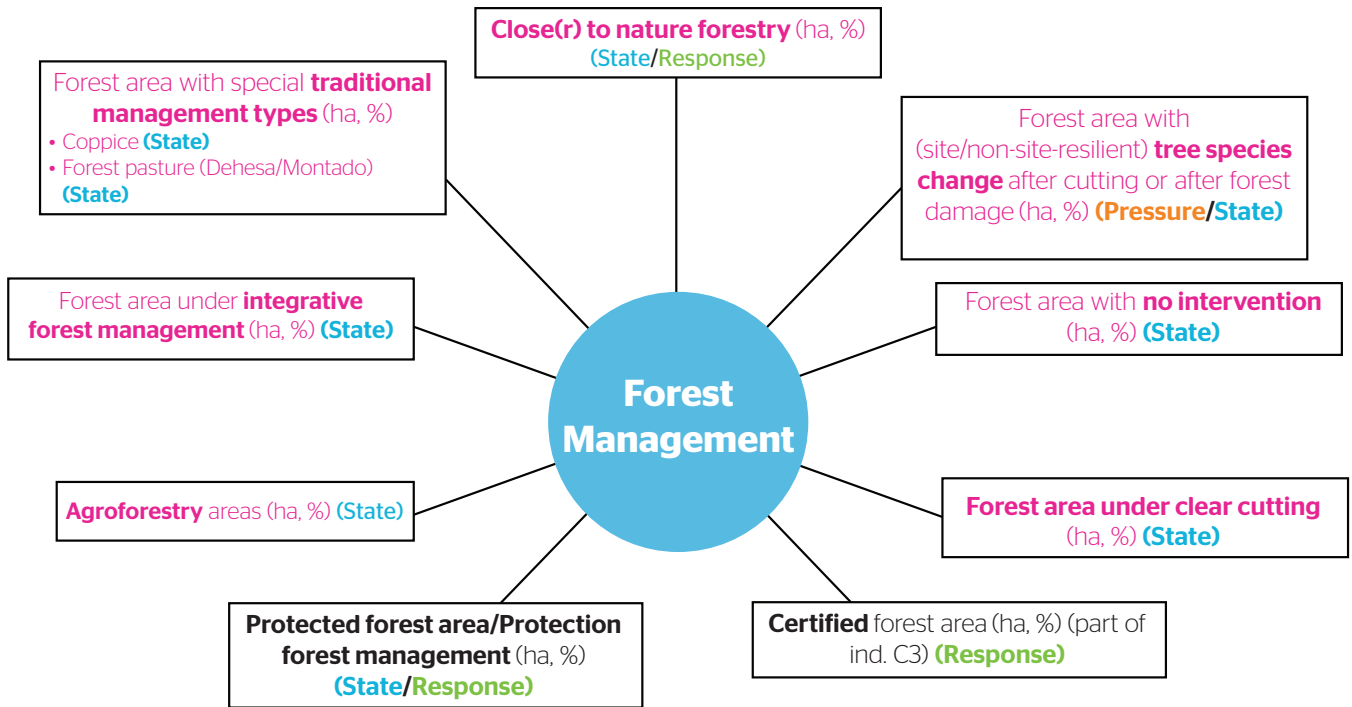 Close(r) to nature forestry (ha, %)
(State/Response)
Forest area with special traditional
management types (ha, %)
• Coppice (State)
• Forest pasture (Dehesa/Montado)
(State)
Forest area with
(site/non-site-resilient) tree species
change after cutting or after forest
damage (ha, %) (Pressure/State)
Forest area under integrative
forest management (ha, %) (State)
Forest area with no intervention
(ha, %) (State)
Forest
Management
Agroforestry areas (ha, %) (State)
Forest area under clear cutting
(ha, %) (State)
Protected forest area/Protection
forest management (ha, %)
(State/Response)
Certified forest area (ha, %) (part of
ind. C3) (Response)